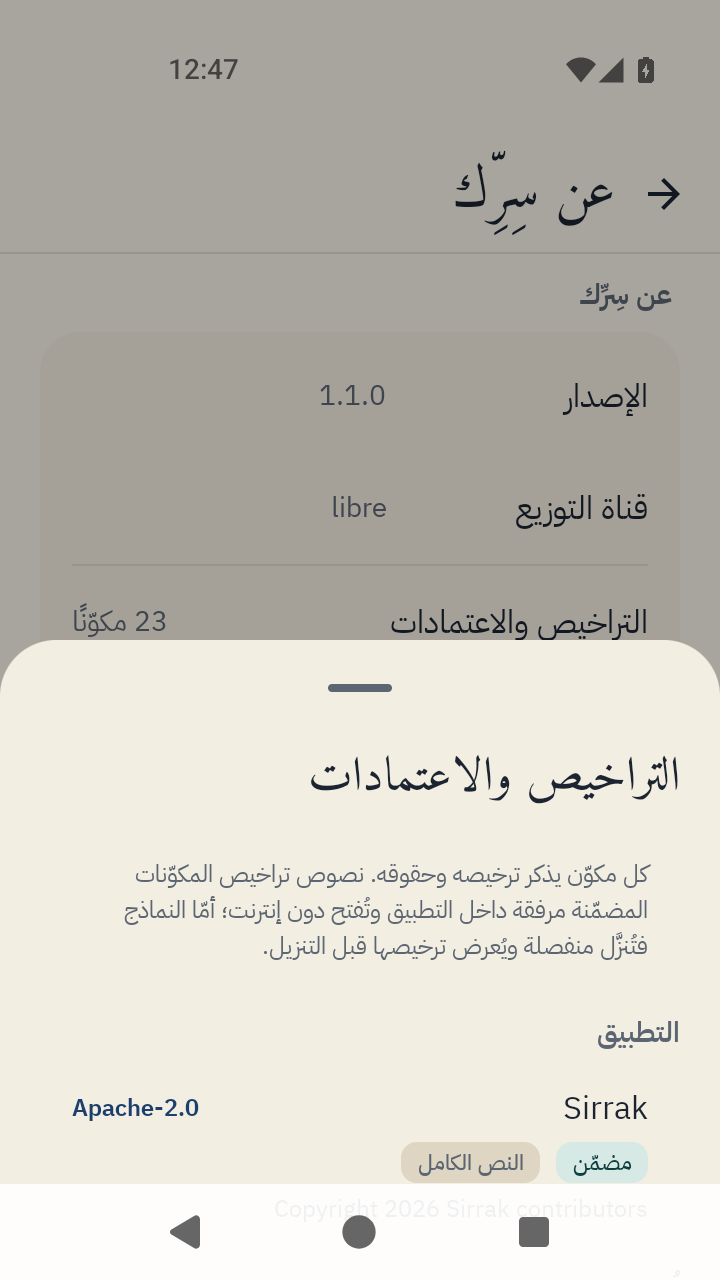 12:47
عن سِرِّك
عن سِرِّك
الإصدار 1.1.0
قناة التوزيع libre
التراخيص والاعتمادات 23 مكوّنًا
التراخيص والاعتمادات
كل مكوّن يذكر ترخيصه وحقوقه. نصوص تراخيص المكوّنات
المضمّنة مرفقة داخل التطبيق وتُفتح دون إنترنت؛ أمّا النماذج
فتُنزَّل منفصلة ويُعرض ترخيصها قبل التنزيل.
التطبيق
Sirrak Apache-2.0
مضمّن النص الكامل
Copyright 2026 Sirrak contributors